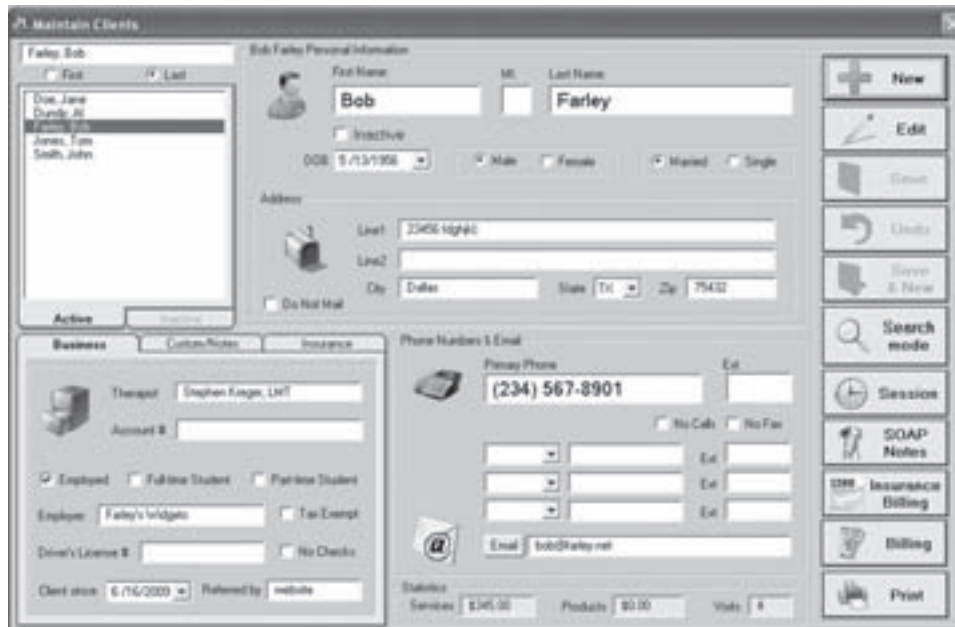 Maintain Clients
Farley, Bob
First Last
Doe, Jane
Dundy, Al
Farley, Bob
Jones, Tom
Smith, John
Active Inactive
Bob Farley Personal Information
First Name MI. Last Name
Bob Farley
Inactive
DOB 5/13/1956 Male Female Married Single
Address
Line1
Line2
City Dallas State TX Zip 75432
Do Not Mail
Business Custom/Notes Insurance
Therapist Stephen Kreger, LMT
Account #
Employed Full-time Student Part-time Student
Employer Farley's Widgets Tax Exempt
Driver's License # No Checks
Client since 6/16/2009 Referred by website
Phone Numbers & Email
Primary Phone Ext
(234) 567-8901
No Calls No Fax
Ext
Ext
Ext
@
Email bob@farley.net
Statistics
Services $345.00 Products $0.00 Visits 4
New
Edit
Save
Undo
Save
& New
Search
mode
Session
SOAP
Notes
Insurance
Billing
Billing
Print